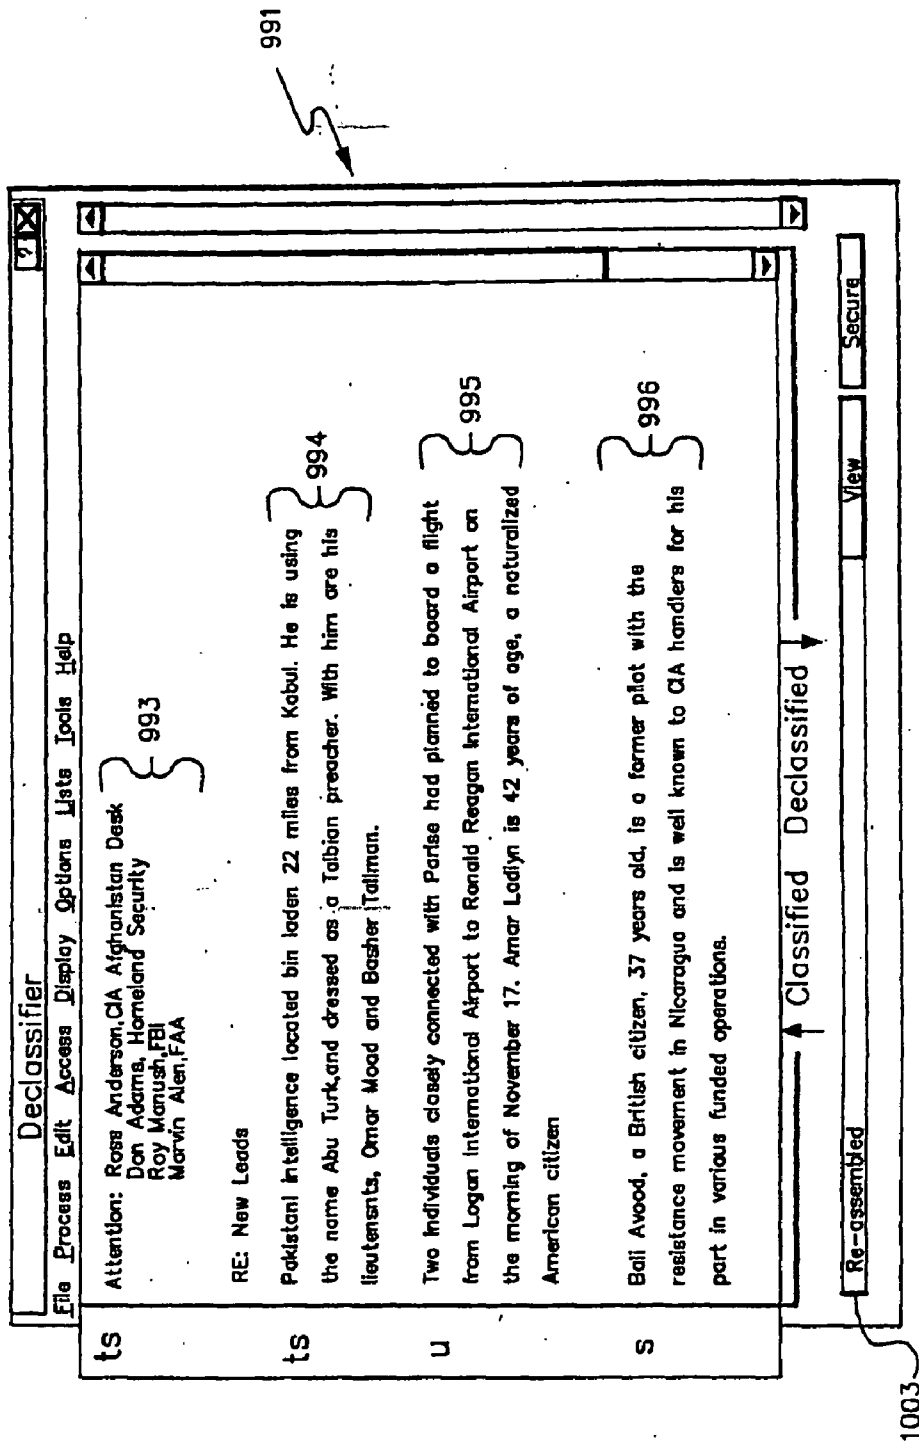 991
Declassifier
? X
File Process Edit Access Display Options Lists Tools Help
ts
Attention: Ross Anderson,CIA Afghanistan Desk
Don Adams, Homeland Security
Ray Manush,FBI
Marvin Alen,FAA
993
RE: New Leads
ts
Pakistani intelligence located bin laden 22 miles from Kabul. He is using
the name Abu Turk,and dressed as a Talbian preacher. With him are his
lieutensnts, Omar Moad and Basher Tallman.
994
u
Two individuals closely connected with Parise had planned to board a flight
from Logan International Airport to Ronald Reagan International Airport on
the morning of November 17. Amar Ladiyn is 42 years of age, a naturalized
American citizen
995
s
Bali Avood, a British citizen, 37 years old, is a former pilot with the
resistance movement in Nicaragua and is well known to CIA handlers for his
part in various funded operations.
996
Classified Declassified
Re-assembled View Secure
1003